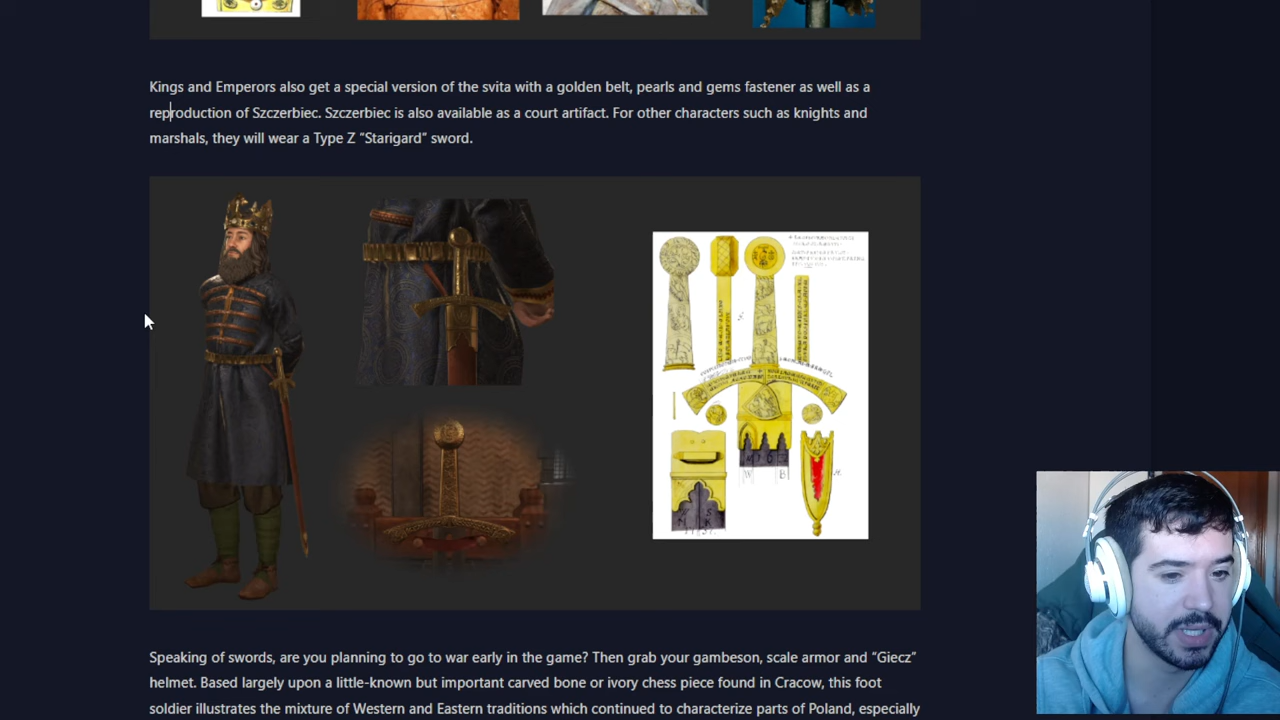 Kings and Emperors also get a special version of the svita with a golden belt, pearls and gems fastener as well as a
reproduction of Szczerbiec. Szczerbiec is also available as a court artifact. For other characters such as knights and
marshals, they will wear a Type Z “Starigard” sword.
Speaking of swords, are you planning to go to war early in the game? Then grab your gambeson, scale armor and “Giecz”
helmet. Based largely upon a little-known but important carved bone or ivory chess piece found in Cracow, this foot
soldier illustrates the mixture of Western and Eastern traditions which continued to characterize parts of Poland, especially